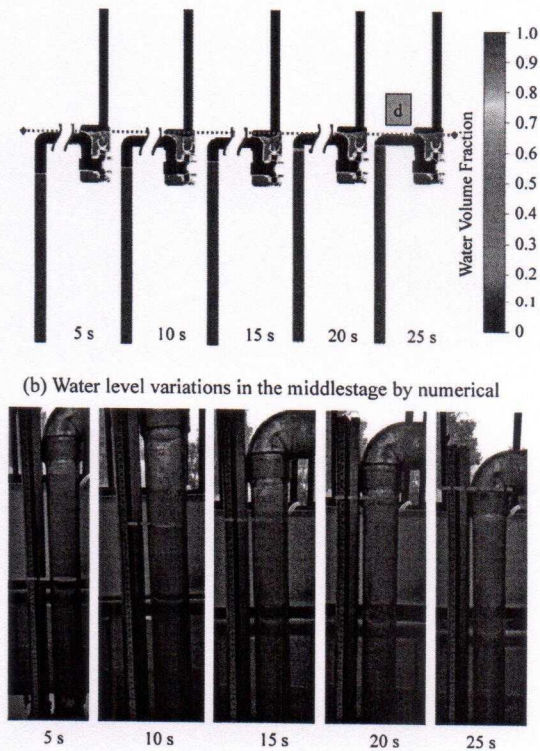 1.0
0.9
0.8
d
0.7
0.6
0.5
0.4
0.3
0.2
0.1
0
Water Volume Fraction
5 s
10 s
15 s
20 s
25 s
(b) Water level variations in the middlestage by numerical
5 s
10 s
15 s
20 s
25 s